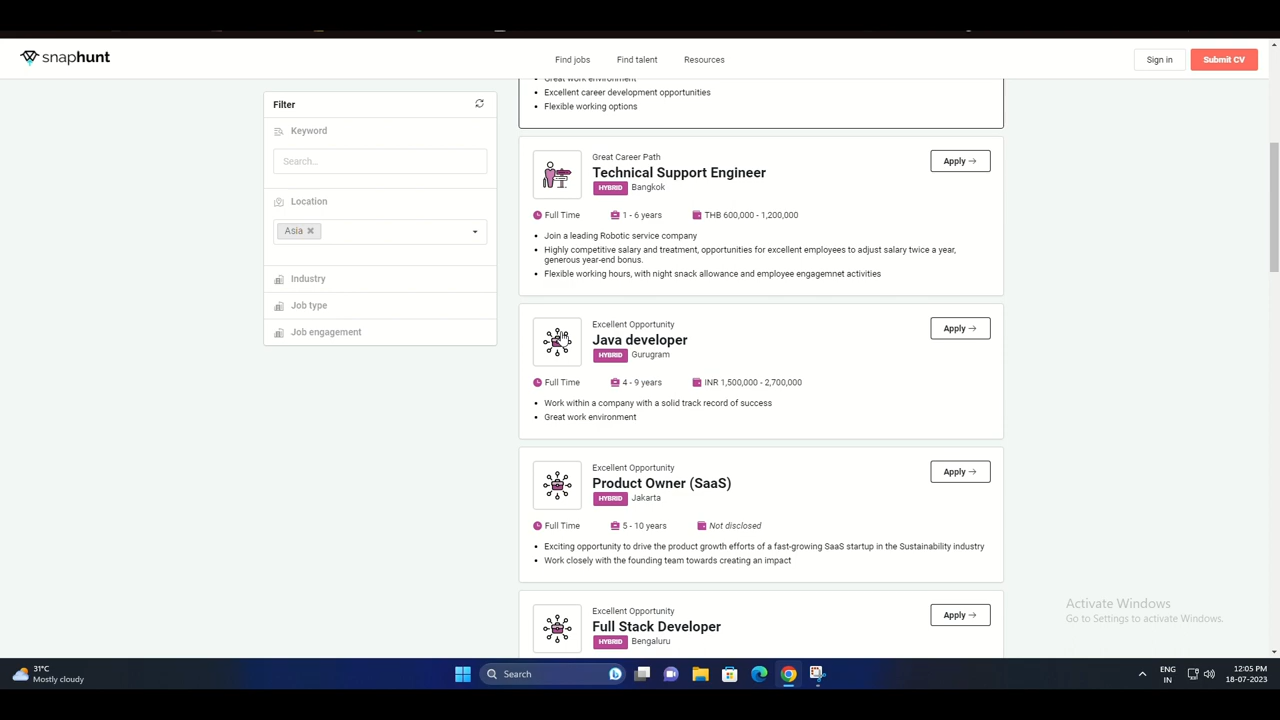 snaphunt
Find jobs
Find talent
Resources
Sign in
Submit CV
Filter
Keyword
Search...
Location
Asia
Industry
Job type
Job engagement
Great work environment
Excellent career development opportunities
Flexible working options
Great Career Path
Technical Support Engineer
HYBRID Bangkok
Apply
Full Time 1 - 6 years THB 600,000 - 1,200,000
Join a leading Robotic service company
Highly competitive salary and treatment, opportunities for excellent employees to adjust salary twice a year,
generous year-end bonus.
Flexible working hours, with night snack allowance and employee engagemnet activities
Excellent Opportunity
Java developer
HYBRID Gurugram
Apply
Full Time 4 - 9 years INR 1,500,000 - 2,700,000
Work within a company with a solid track record of success
Great work environment
Excellent Opportunity
Product Owner (SaaS)
HYBRID Jakarta
Apply
Full Time 5 - 10 years Not disclosed
Exciting opportunity to drive the product growth efforts of a fast-growing SaaS startup in the Sustainability industry
Work closely with the founding team towards creating an impact
Excellent Opportunity
Full Stack Developer
HYBRID Bengaluru
Apply
Activate Windows
Go to Settings to activate Windows.
31°C
Mostly cloudy
Search
ENG
IN
12:05 PM
18-07-2023